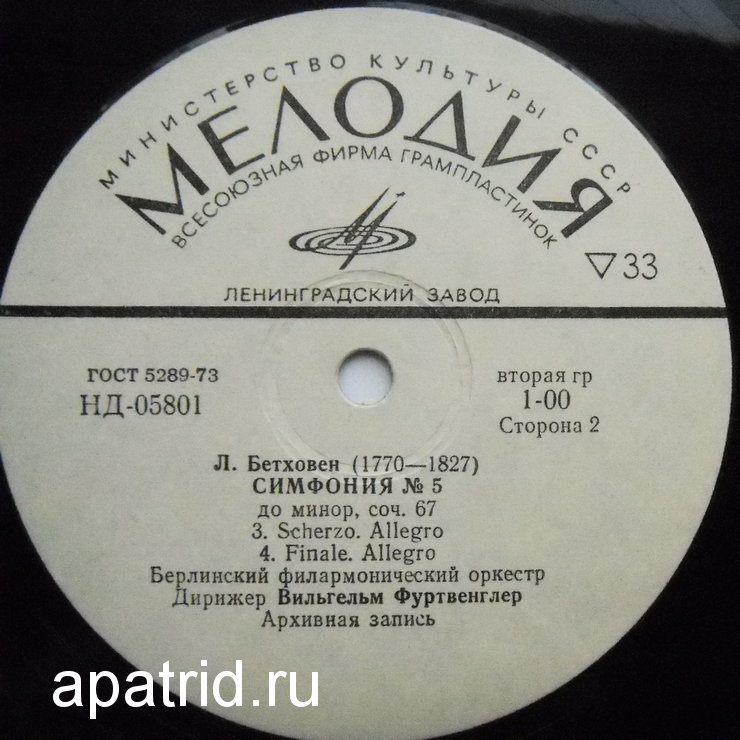 МИНИСТЕРСТВО КУЛЬТУРЫ СССР
МЕЛОДИЯ
ВСЕСОЮЗНАЯ ФИРМА ГРАМПЛАСТИНОК
▽33
ЛЕНИНГРАДСКИЙ ЗАВОД
ГОСТ 5289-73
НД-05801
вторая гр
1-00
Сторона 2
Л. Бетховен (1770—1827)
СИМФОНИЯ № 5
до минор, соч. 67
3. Scherzo. Allegro
4. Finale. Allegro
Берлинский филармонический оркестр
Дирижер Вильгельм Фуртвенглер
Архивная запись
apatrid.ru